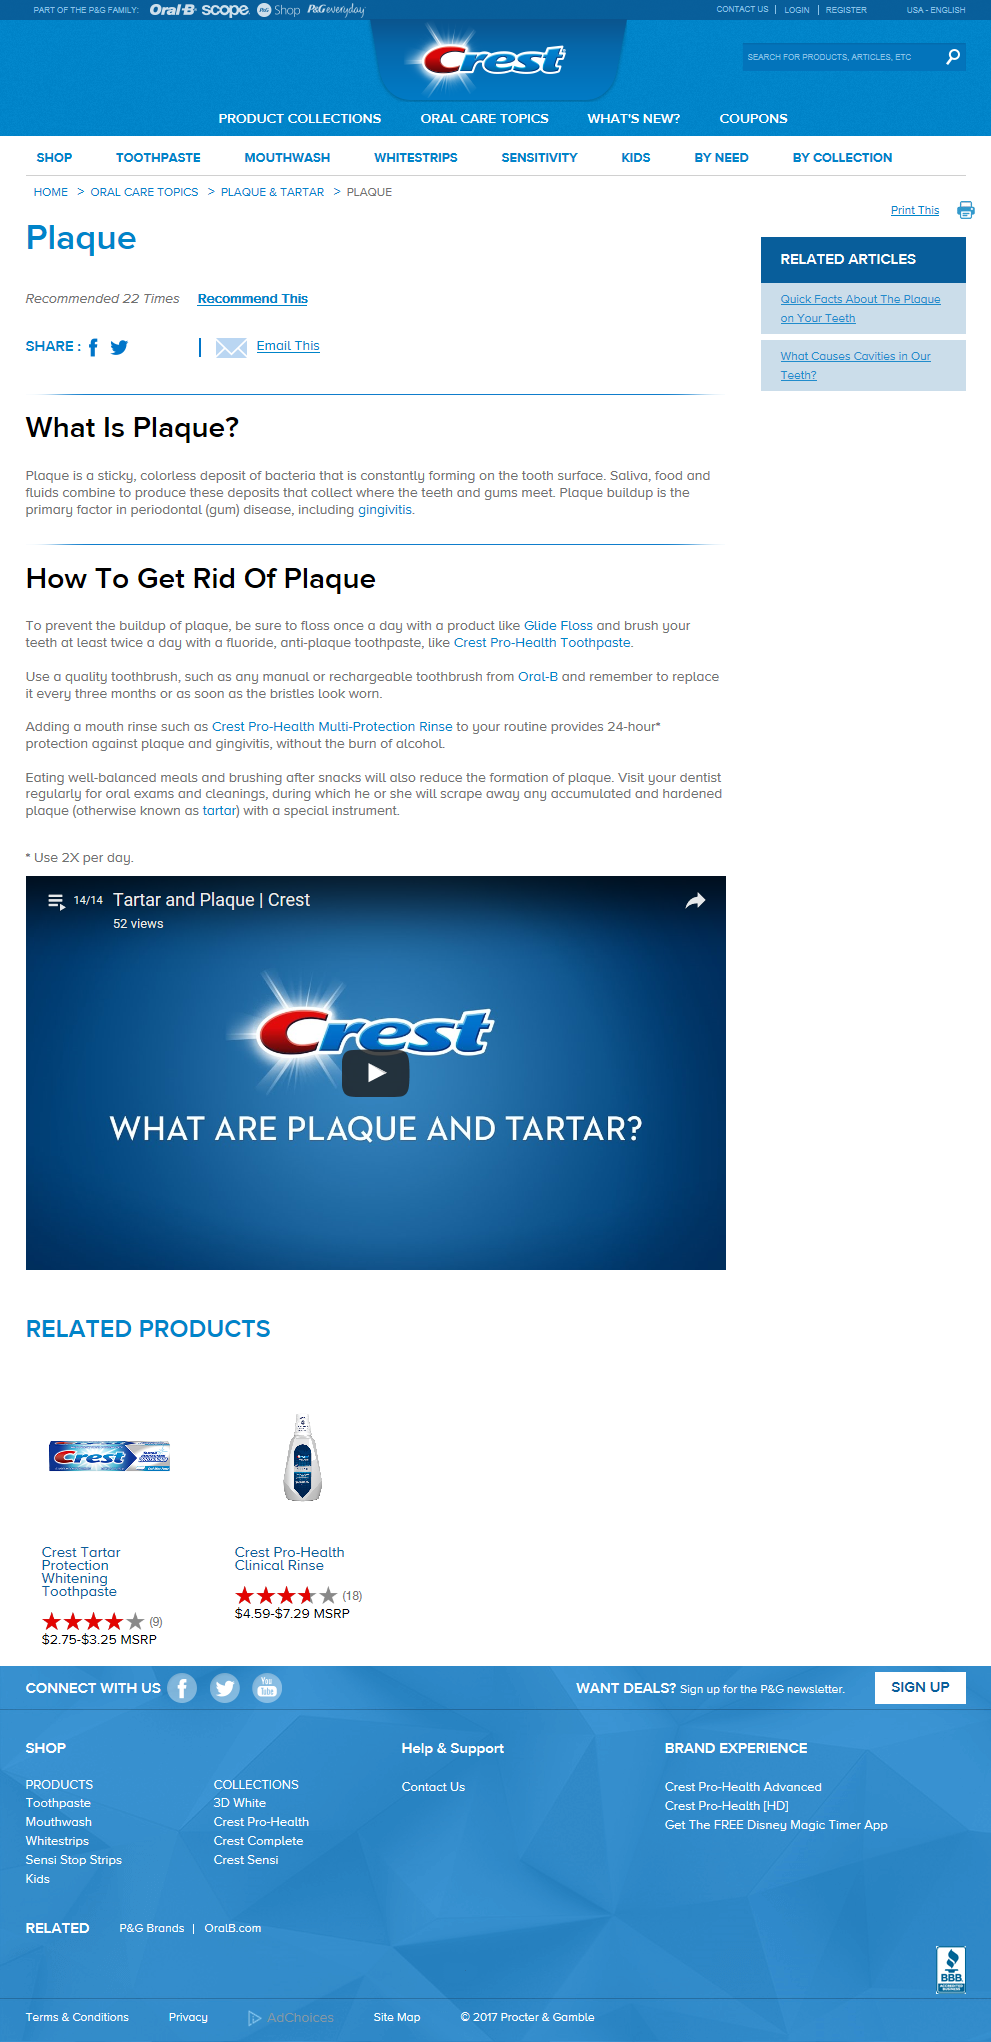 PART OF THE P&G FAMILY: Oral-B scope P&G Shop P&G everyday
CONTACT US | LOGIN | REGISTER USA - ENGLISH
Crest
SEARCH FOR PRODUCTS, ARTICLES, ETC
PRODUCT COLLECTIONS ORAL CARE TOPICS WHAT'S NEW? COUPONS
SHOP TOOTHPASTE MOUTHWASH WHITESTRIPS SENSITIVITY KIDS BY NEED BY COLLECTION
HOME > ORAL CARE TOPICS > PLAQUE & TARTAR > PLAQUE
Print This
Plaque
Recommended 22 Times Recommend This
SHARE : | Email This
RELATED ARTICLES
Quick Facts About The Plaque
on Your Teeth
What Causes Cavities in Our
Teeth?
What Is Plaque?
Plaque is a sticky, colorless deposit of bacteria that is constantly forming on the tooth surface. Saliva, food and
fluids combine to produce these deposits that collect where the teeth and gums meet. Plaque buildup is the
primary factor in periodontal (gum) disease, including gingivitis.
How To Get Rid Of Plaque
To prevent the buildup of plaque, be sure to floss once a day with a product like Glide Floss and brush your
teeth at least twice a day with a fluoride, anti-plaque toothpaste, like Crest Pro-Health Toothpaste.
Use a quality toothbrush, such as any manual or rechargeable toothbrush from Oral-B and remember to replace
it every three months or as soon as the bristles look worn.
Adding a mouth rinse such as Crest Pro-Health Multi-Protection Rinse to your routine provides 24-hour*
protection against plaque and gingivitis, without the burn of alcohol.
Eating well-balanced meals and brushing after snacks will also reduce the formation of plaque. Visit your dentist
regularly for oral exams and cleanings, during which he or she will scrape away any accumulated and hardened
plaque (otherwise known as tartar) with a special instrument.
* Use 2X per day.
14/14 Tartar and Plaque | Crest
52 views
Crest
WHAT ARE PLAQUE AND TARTAR?
RELATED PRODUCTS
Crest
Crest Tartar
Protection
Whitening
Toothpaste
(9)
$2.75-$3.25 MSRP
Crest Pro-Health
Clinical Rinse
(18)
$4.59-$7.29 MSRP
CONNECT WITH US You Tube
WANT DEALS? Sign up for the P&G newsletter. SIGN UP
SHOP
PRODUCTS
Toothpaste
Mouthwash
Whitestrips
Sensi Stop Strips
Kids
COLLECTIONS
3D White
Crest Pro-Health
Crest Complete
Crest Sensi
Help & Support
Contact Us
BRAND EXPERIENCE
Crest Pro-Health Advanced
Crest Pro-Health [HD]
Get The FREE Disney Magic Timer App
RELATED P&G Brands | OralB.com
BBB
ACCREDITED
BUSINESS
Terms & Conditions Privacy AdChoices Site Map © 2017 Procter & Gamble